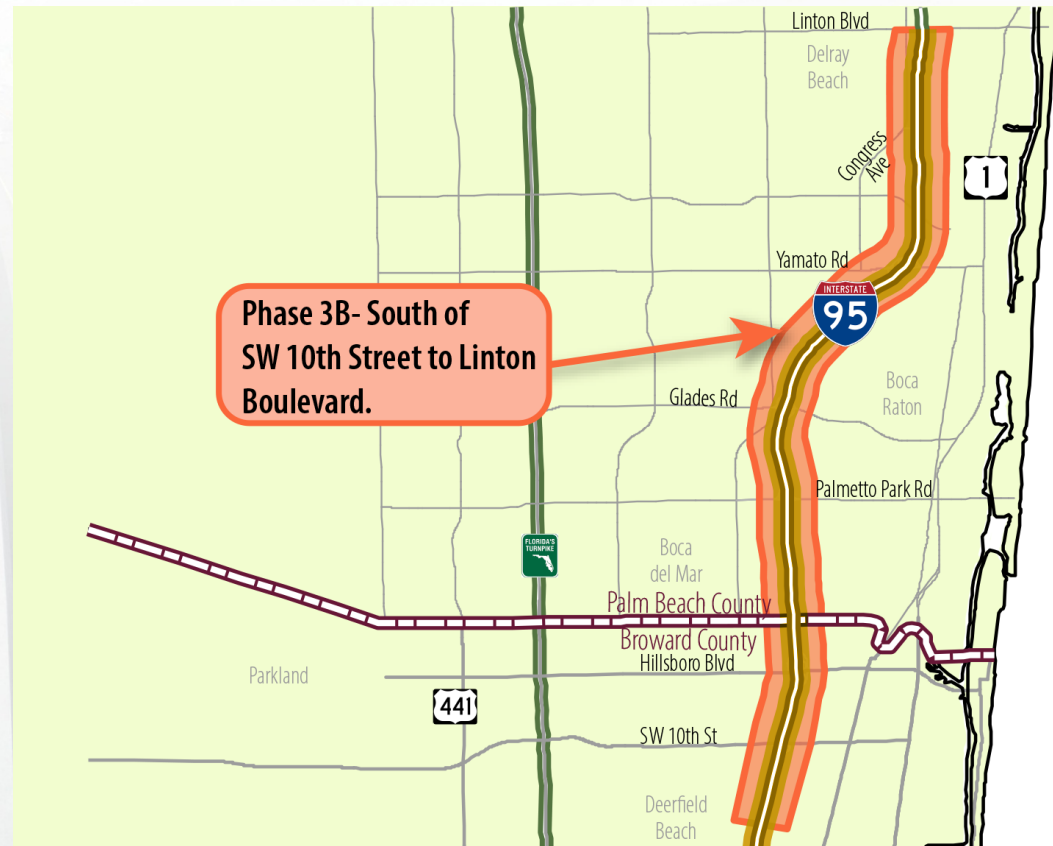 Linton Blvd
Delray
Beach
Congress
Ave
1
Yamato Rd
INTERSTATE
95
Phase 3B- South of
SW 10th Street to Linton
Boulevard.
Glades Rd
Boca
Raton
Palmetto Park Rd
FLORIDA'S
TURNPIKE
Boca
del Mar
Palm Beach County
Broward County
Hillsboro Blvd
Parkland
441
SW 10th St
Deerfield
Beach